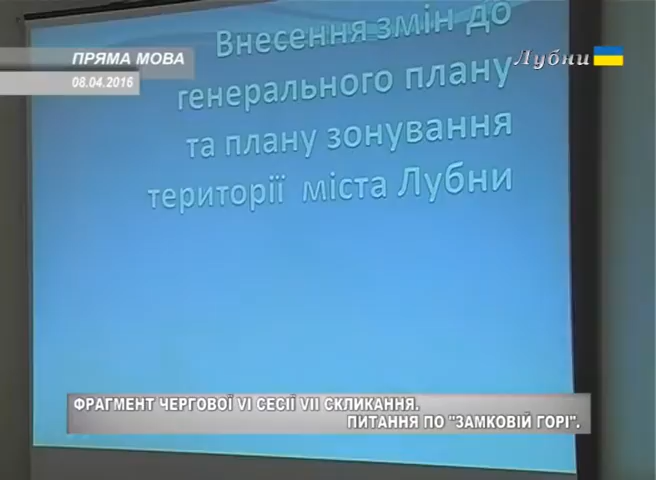 ПРЯМА МОВА
08.04.2016
Лубни
Внесення змін до
генерального плану
та плану зонування
території міста Лубни
ФРАГМЕНТ ЧЕРГОВОЇ VI СЕСІЇ VII СКЛИКАННЯ.
ПИТАННЯ ПО "ЗАМКОВІЙ ГОРІ".